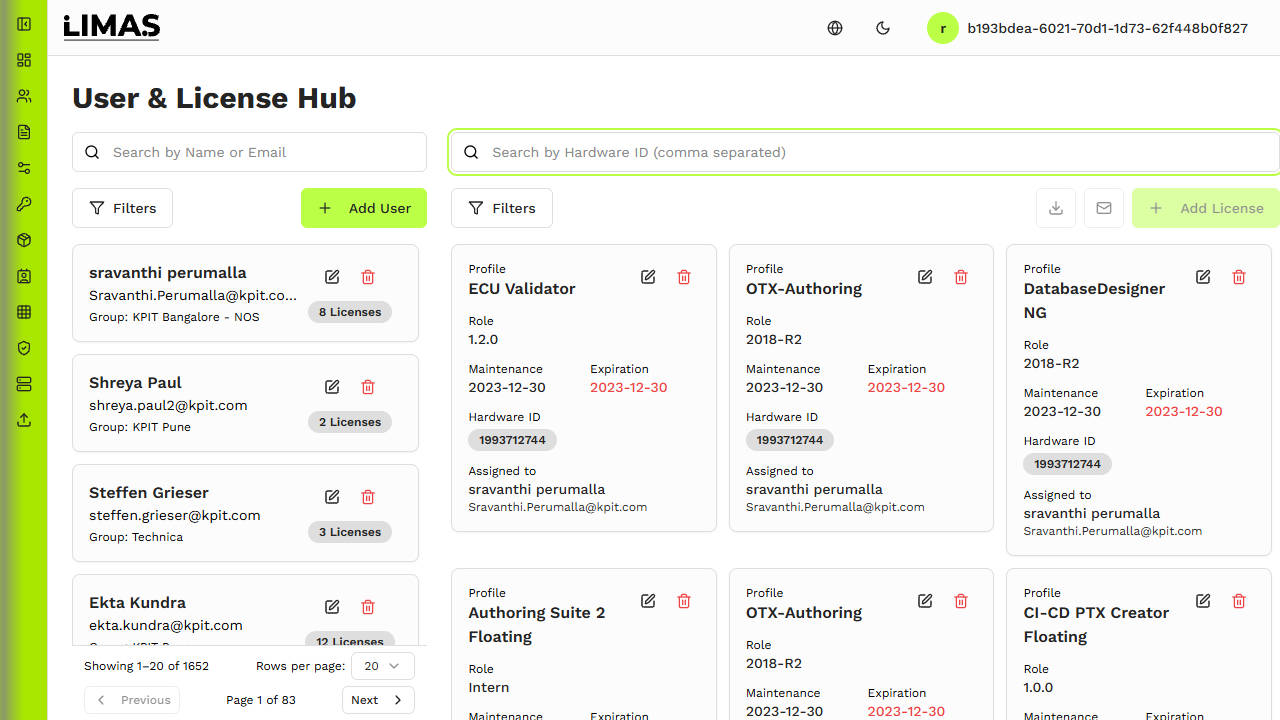 LIMAS
r
b193bdea-6021-70d1-1d73-62f448b0f827
User & License Hub
Search by Name or Email
Search by Hardware ID (comma separated)
Filters
Add User
Filters
Add License
sravanthi perumalla
Sravanthi.Perumalla@kpit.co...
Group: KPIT Bangalore - NOS
8 Licenses
Shreya Paul
shreya.paul2@kpit.com
Group: KPIT Pune
2 Licenses
Steffen Grieser
steffen.grieser@kpit.com
Group: Technica
3 Licenses
Ekta Kundra
ekta.kundra@kpit.com
12 Licenses
Showing 1–20 of 1652
Rows per page:
20
Previous
Page 1 of 83
Next
Profile
ECU Validator
Role
1.2.0
Maintenance
2023-12-30
Expiration
2023-12-30
Hardware ID
1993712744
Assigned to
sravanthi perumalla
Sravanthi.Perumalla@kpit.com
Profile
OTX-Authoring
Role
2018-R2
Maintenance
2023-12-30
Expiration
2023-12-30
Hardware ID
1993712744
Assigned to
sravanthi perumalla
Sravanthi.Perumalla@kpit.com
Profile
DatabaseDesigner
NG
Role
2018-R2
Maintenance
2023-12-30
Expiration
2023-12-30
Hardware ID
1993712744
Assigned to
sravanthi perumalla
Sravanthi.Perumalla@kpit.com
Profile
Authoring Suite 2
Floating
Role
Intern
Maintenance
Expiration
Profile
OTX-Authoring
Role
2018-R2
Maintenance
2023-12-30
Expiration
2023-12-30
Profile
CI-CD PTX Creator
Floating
Role
1.0.0
Maintenance
Expiration